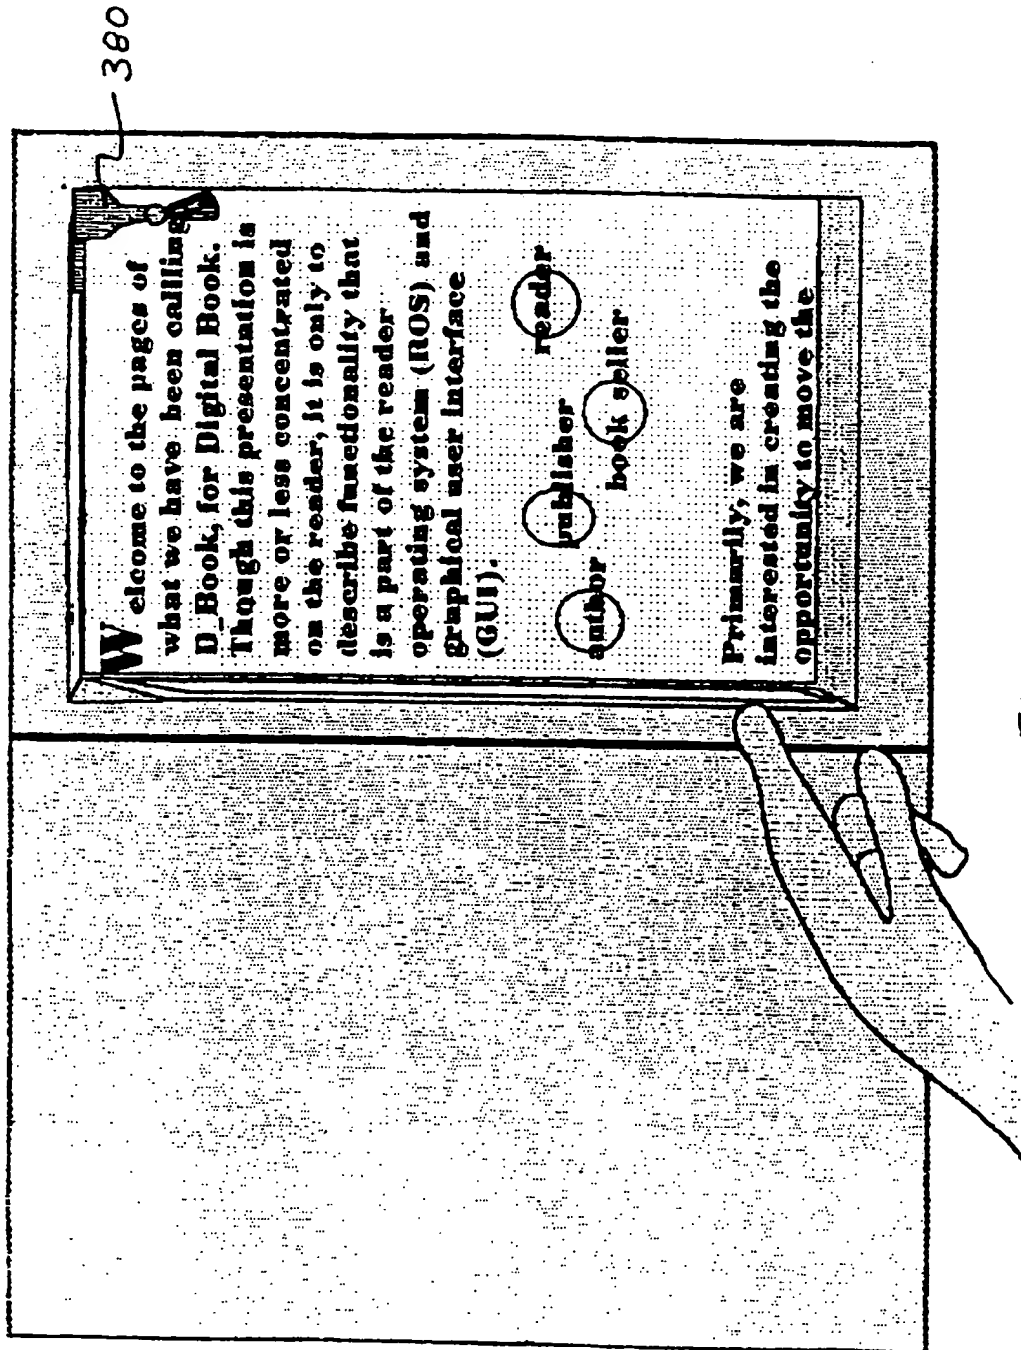 380
Welcome to the pages of
what we have been callling
D_Book, for Digital Book.
Though this presentation is
more or less concentrated
on the reader, it is only to
describe fumedonality that
is a part of the reader
operating system (ROS) and
graphical user interface
(GUI).
author publisher reader
book seller
Primarily, we are
interested in creating the
opportunity to move the